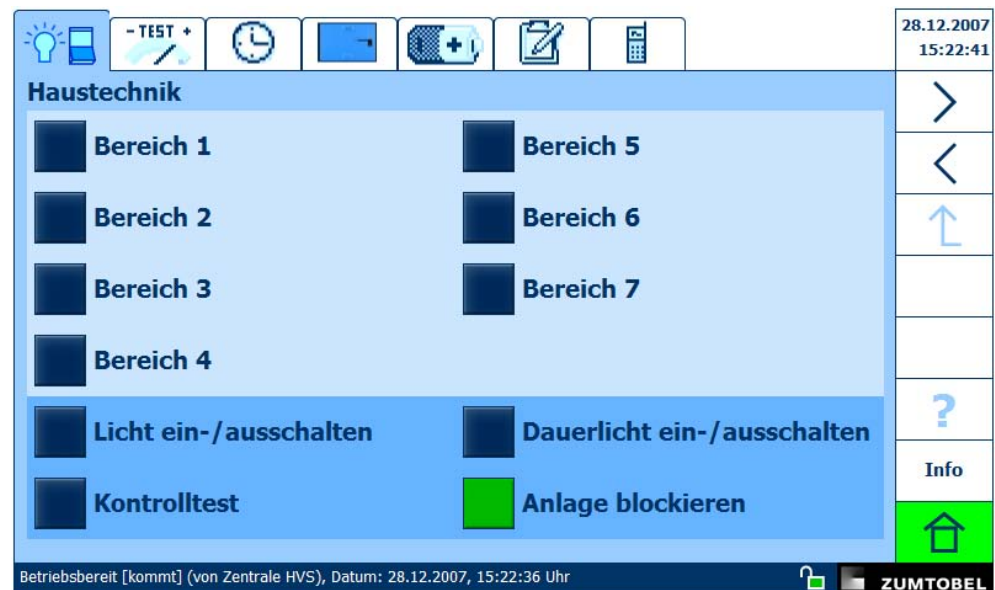 - TEST +
28.12.2007
15:22:41
Haustechnik
Bereich 1
Bereich 5
Bereich 2
Bereich 6
Bereich 3
Bereich 7
Bereich 4
Licht ein-/ausschalten
Dauerlicht ein-/ausschalten
Kontrolltest
Anlage blockieren
?
Info
Betriebsbereit [kommt] (von Zentrale HVS), Datum: 28.12.2007, 15:22:36 Uhr
ZUMTOBEL